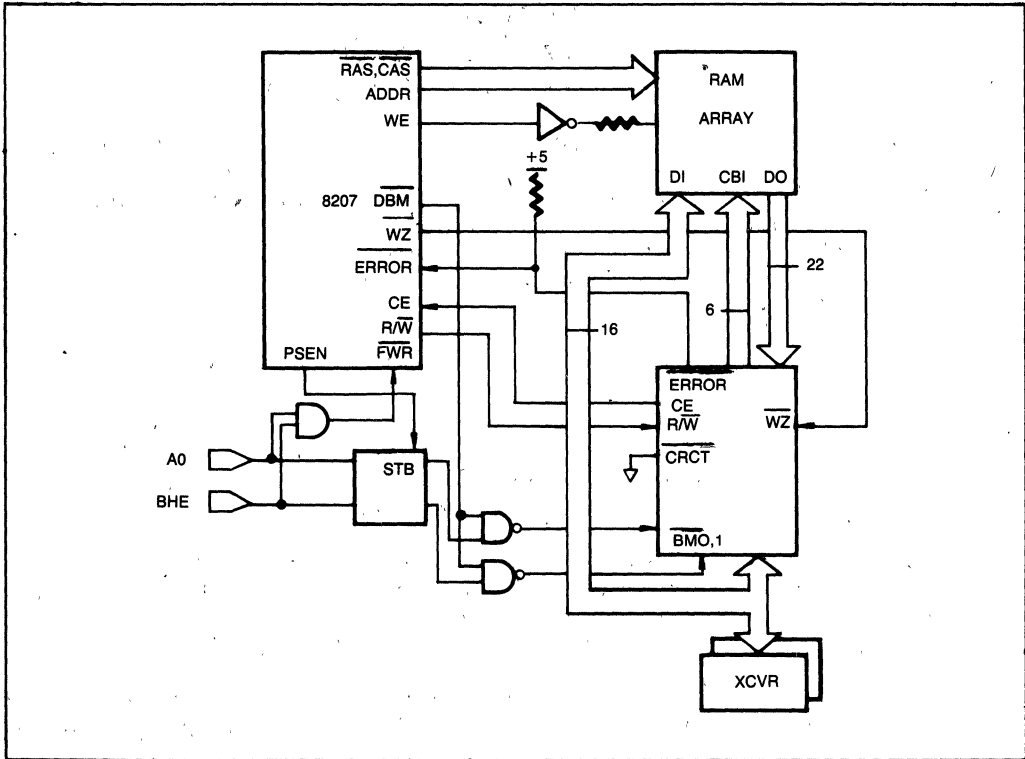 RAS,CAS
ADDR
WE
8207 DBM
WZ
ERROR
CE
R/W
PSEN FWR
RAM
ARRAY
DI CBI DO
+5
22
6
16
ERROR
CE
R/W
WZ
CRCT
BMO,1
A0
BHE
STB
XCVR